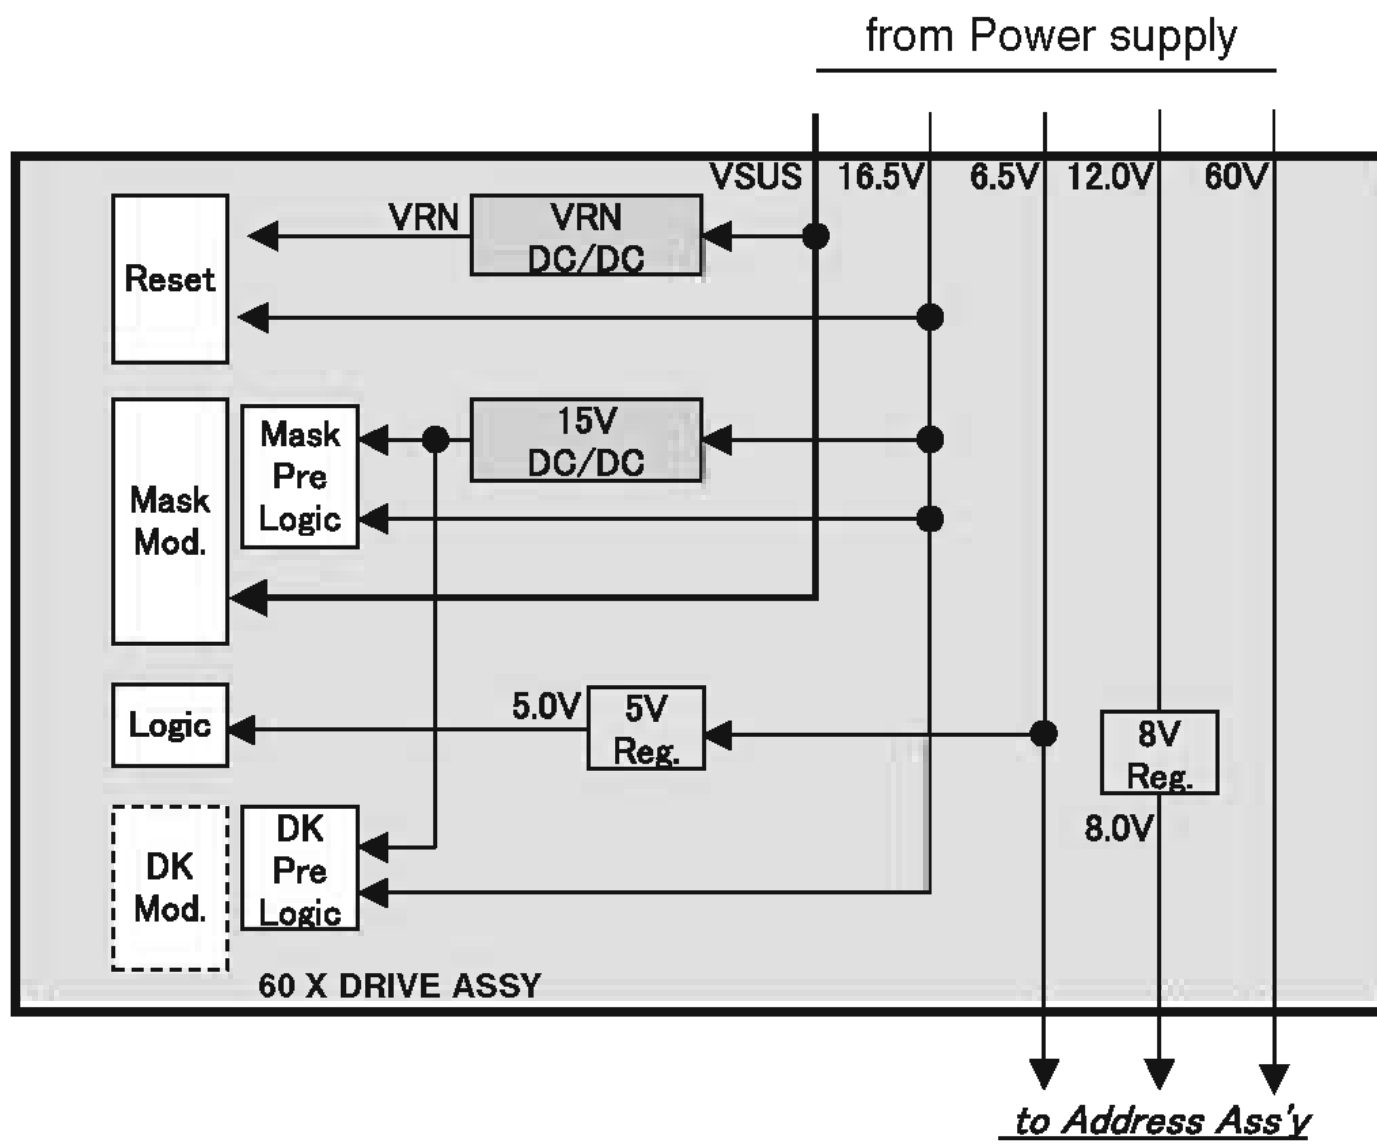 from Power supply
VSUS 16.5V 6.5V 12.0V 60V
VRN
VRN
DC/DC
Reset
15V
DC/DC
Mask
Pre
Logic
Mask
Mod.
5.0V
5V
Reg.
Logic
8V
Reg.
8.0V
DK
Pre
Logic
DK
Mod.
60 X DRIVE ASSY
to Address Ass'y